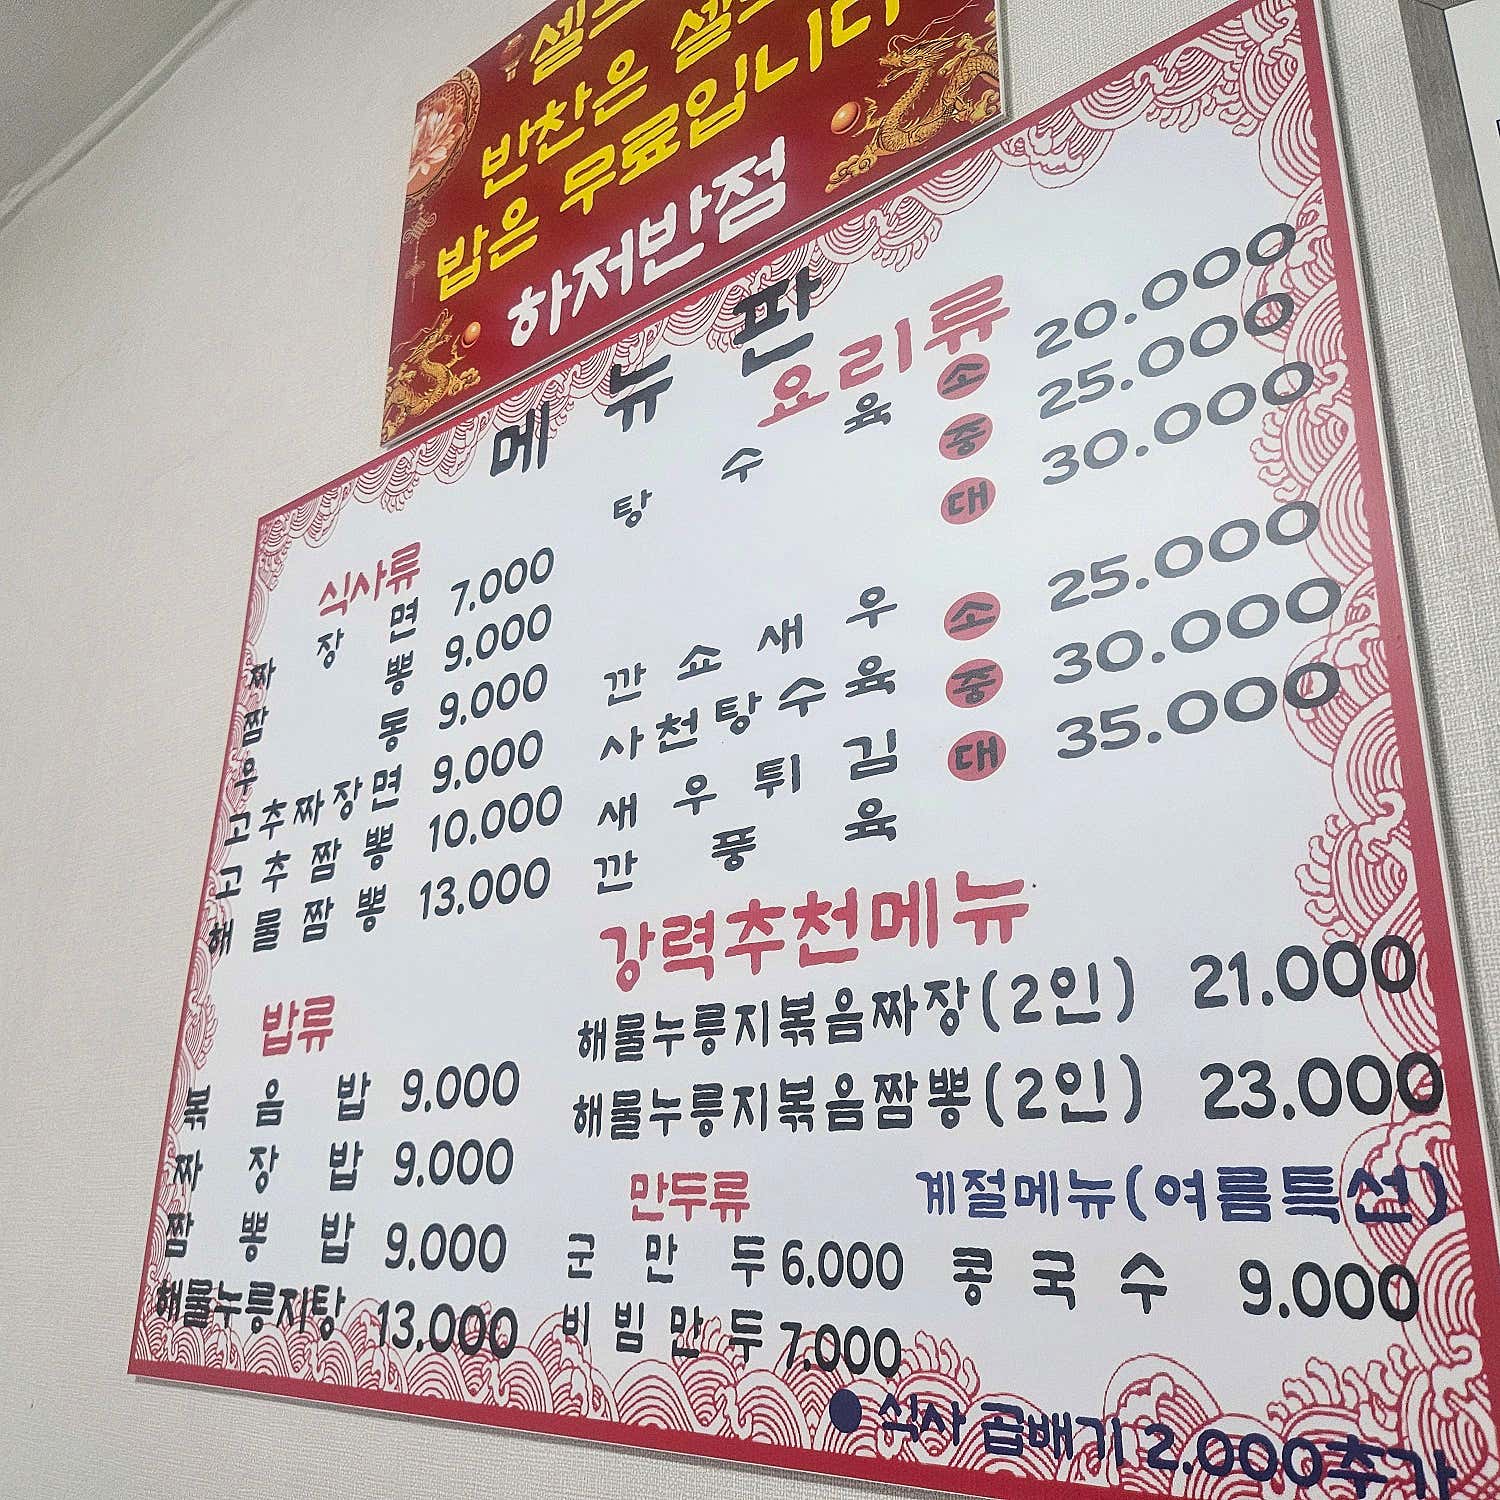 반찬은 셀
밥은 무료입니다
하저반점
메뉴판
식사류
짜장면 7.000
짬뽕 9.000
우동 9.000
고추짜장면 9.000
고추짬뽕 10.000
해물짬뽕 13.000
밥류
볶음밥 9.000
짜장밥 9.000
짬뽕밥 9.000
해물누룽지탕 13.000
요리류
탕수육 소 20.000
중 25.000
대 30.000
깐쇼새우 소 25.000
사천탕수육 중 30.000
새우튀김 대 35.000
깐풍육
강력추천메뉴
해물누룽지볶음짜장(2인) 21.000
해물누룽지볶음짬뽕(2인) 23.000
만두류
군만두 6.000
비빔만두 7.000
계절메뉴(여름특선)
콩국수 9.000
● 식사 곱배기 2.000추가